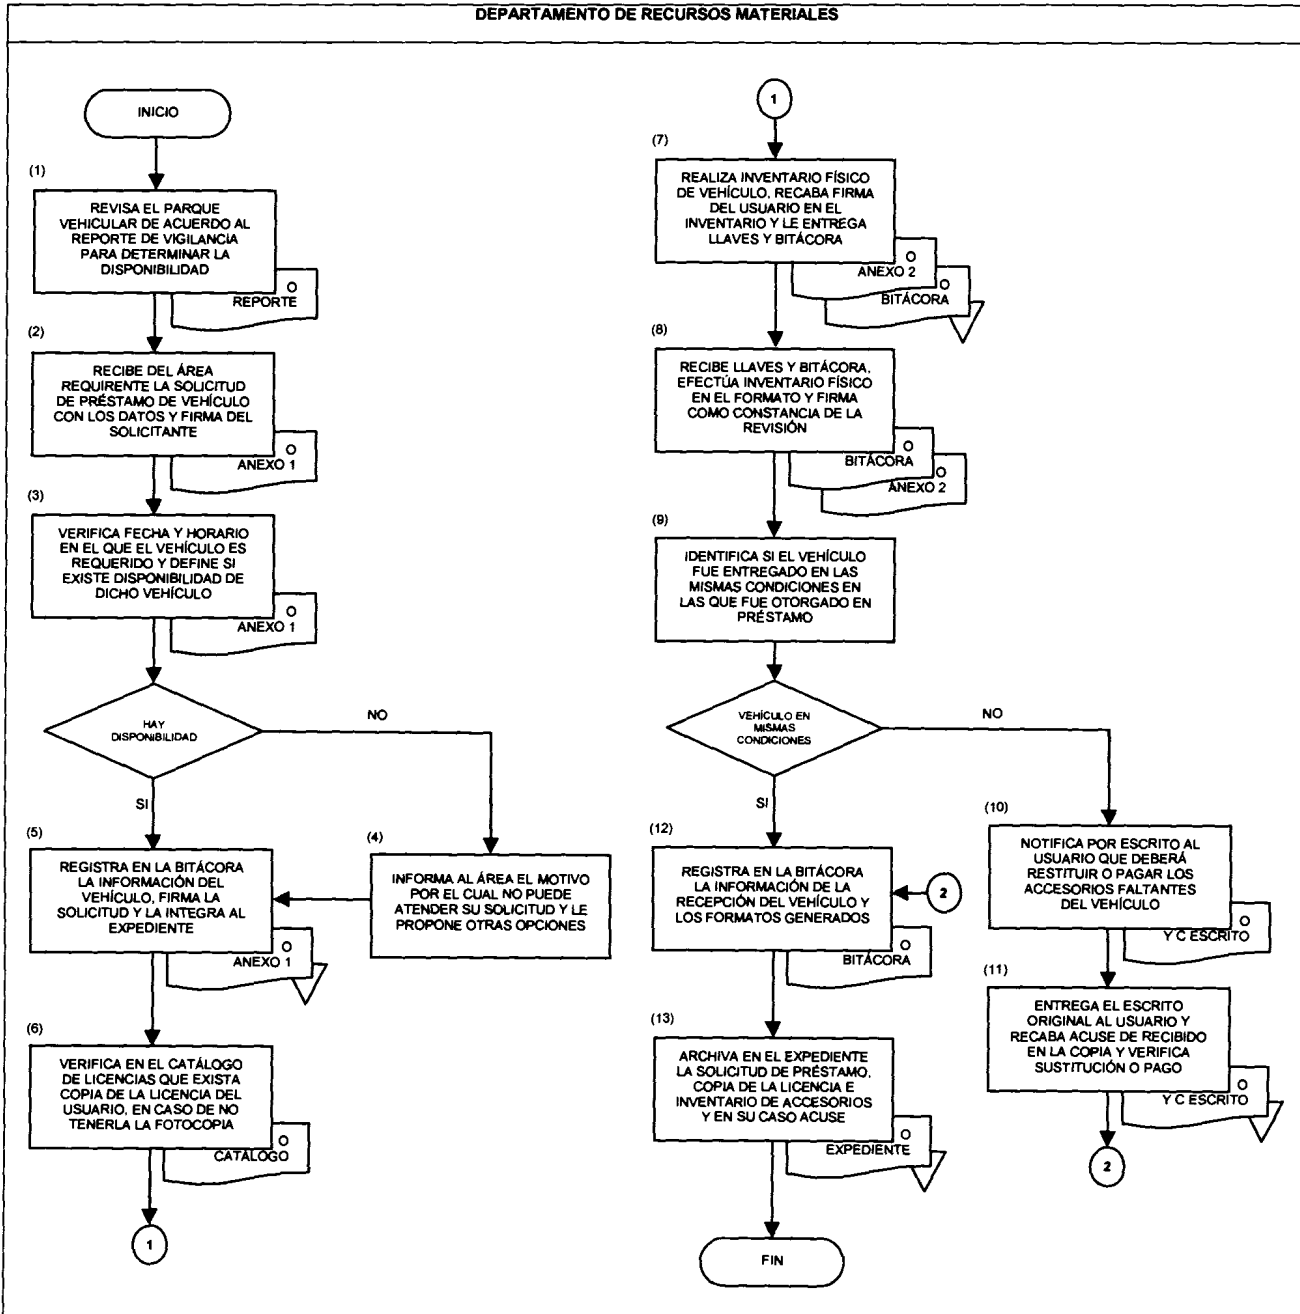 DEPARTAMENTO DE RECURSOS MATERIALES
INICIO
(1)
REVISA EL PARQUE
VEHICULAR DE ACUERDO AL
REPORTE DE VIGILANCIA
PARA DETERMINAR LA
DISPONIBILIDAD
O
REPORTE
(2)
RECIBE DEL ÁREA
REQUIRENTE LA SOLICITUD
DE PRÉSTAMO DE VEHÍCULO
CON LOS DATOS Y FIRMA DEL
SOLICITANTE
O
ANEXO 1
(3)
VERIFICA FECHA Y HORARIO
EN EL QUE EL VEHÍCULO ES
REQUERIDO Y DEFINE SI
EXISTE DISPONIBILIDAD DE
DICHO VEHÍCULO
O
ANEXO 1
HAY
DISPONIBILIDAD
NO
SI
(4)
INFORMA AL ÁREA EL MOTIVO
POR EL CUAL NO PUEDE
ATENDER SU SOLICITUD Y LE
PROPONE OTRAS OPCIONES
(5)
REGISTRA EN LA BITÁCORA
LA INFORMACIÓN DEL
VEHÍCULO, FIRMA LA
SOLICITUD Y LA INTEGRA AL
EXPEDIENTE
O
ANEXO 1
(6)
VERIFICA EN EL CATÁLOGO
DE LICENCIAS QUE EXISTA
COPIA DE LA LICENCIA DEL
USUARIO, EN CASO DE NO
TENERLA LA FOTOCOPIA
O
CATÁLOGO
1
1
(7)
REALIZA INVENTARIO FÍSICO
DE VEHÍCULO, RECABA FIRMA
DEL USUARIO EN EL
INVENTARIO Y LE ENTREGA
LLAVES Y BITÁCORA
O
ANEXO 2
O
BITÁCORA
(8)
RECIBE LLAVES Y BITÁCORA,
EFECTÚA INVENTARIO FÍSICO
EN EL FORMATO Y FIRMA
COMO CONSTANCIA DE LA
REVISIÓN
O
BITÁCORA
O
ANEXO 2
(9)
IDENTIFICA SI EL VEHÍCULO
FUE ENTREGADO EN LAS
MISMAS CONDICIONES EN
LAS QUE FUE OTORGADO EN
PRÉSTAMO
VEHÍCULO EN
MISMAS
CONDICIONES
NO
SI
(10)
NOTIFICA POR ESCRITO AL
USUARIO QUE DEBERÁ
RESTITUIR O PAGAR LOS
ACCESORIOS FALTANTES
DEL VEHÍCULO
O
Y C ESCRITO
(11)
ENTREGA EL ESCRITO
ORIGINAL AL USUARIO Y
RECABA ACUSE DE RECIBIDO
EN LA COPIA Y VERIFICA
SUSTITUCIÓN O PAGO
O
Y C ESCRITO
2
(12)
REGISTRA EN LA BITÁCORA
LA INFORMACIÓN DE LA
RECEPCIÓN DEL VEHÍCULO Y
LOS FORMATOS GENERADOS
2
O
BITÁCORA
(13)
ARCHIVA EN EL EXPEDIENTE
LA SOLICITUD DE PRÉSTAMO,
COPIA DE LA LICENCIA E
INVENTARIO DE ACCESORIOS
Y EN SU CASO ACUSE
O
EXPEDIENTE
FIN